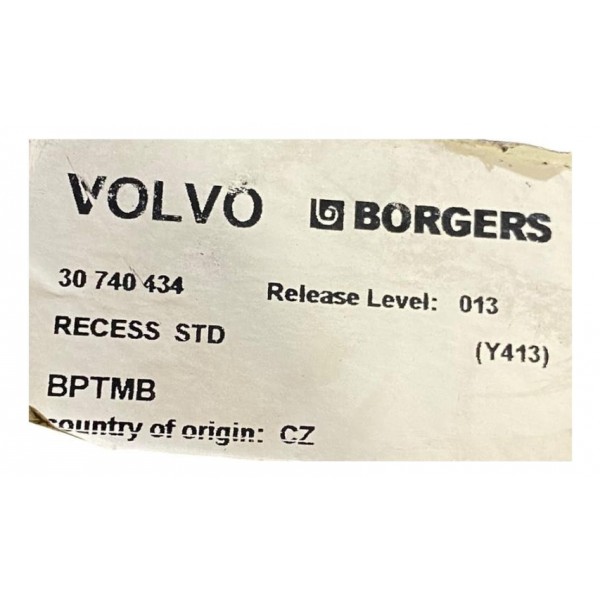 VOLVO BORGERS
30 740 434 Release Level: 013
RECESS STD (Y413)
BPTMB
country of origin: CZ